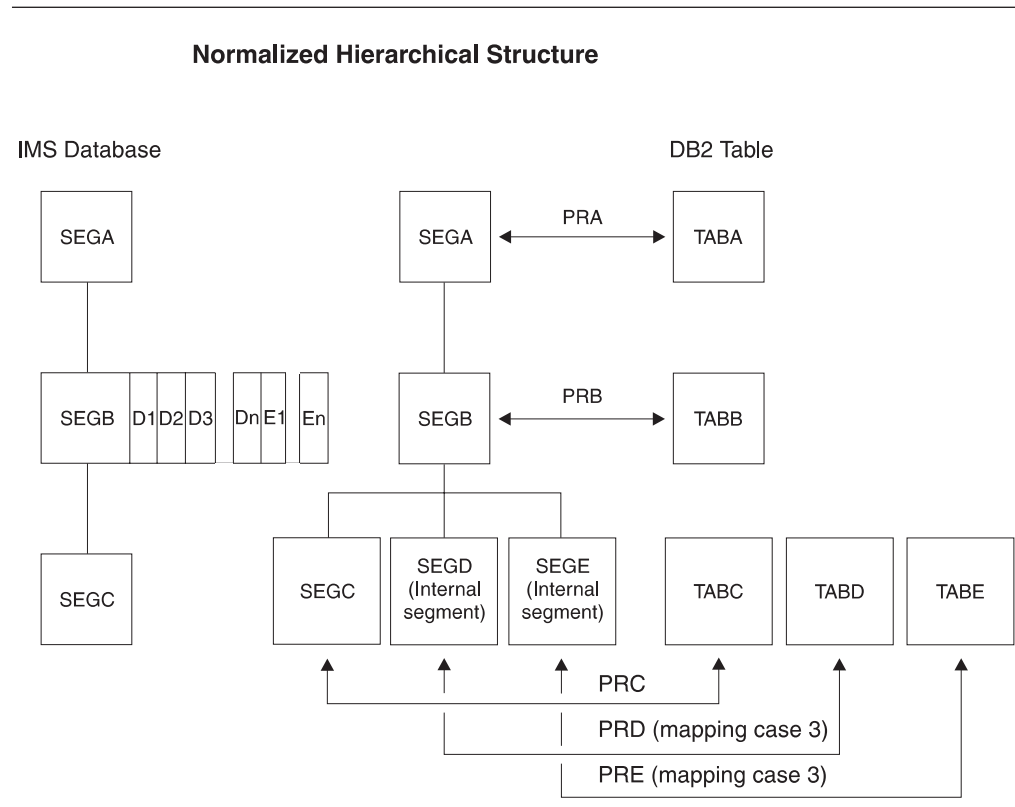 Normalized Hierarchical Structure
IMS Database
DB2 Table
SEGA
SEGA
PRA
TABA
SEGB
D1
D2
D3
Dn
E1
En
SEGB
PRB
TABB
SEGC
SEGC
SEGD
(Internal
segment)
SEGE
(Internal
segment)
TABC
TABD
TABE
PRC
PRD (mapping case 3)
PRE (mapping case 3)